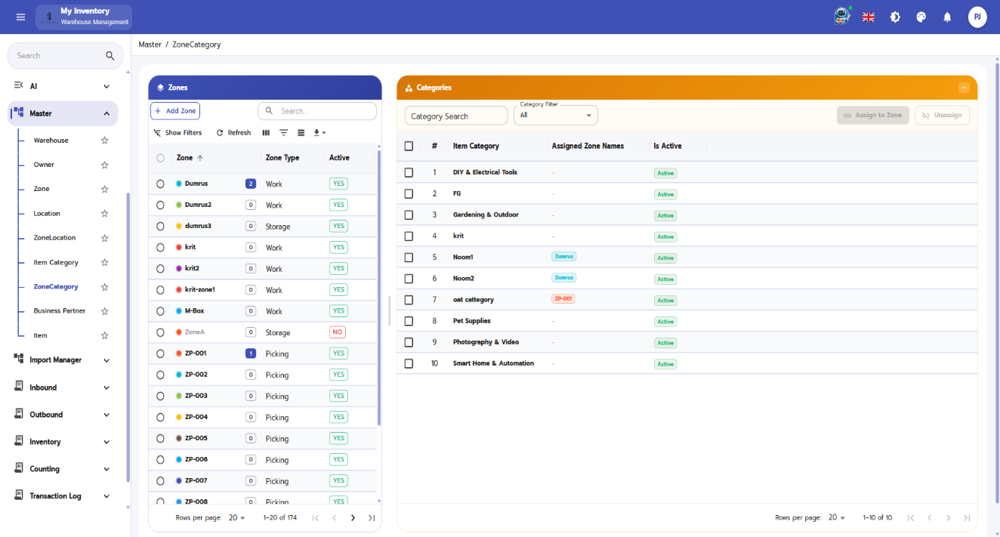 My Inventory
Warehouse Management
PJ
Search
AI
Master
Warehouse
Owner
Zone
Location
ZoneLocation
Item Category
ZoneCategory
Business Partner
Item
Import Manager
Inbound
Outbound
Inventory
Counting
Transaction Log
Master / ZoneCategory
Zones
+ Add Zone Search...
Show Filters Refresh
Zone Zone Type Active
Dumrus 2 Work YES
Dumrus2 0 Work YES
dumrus3 0 Storage YES
krit 0 Work YES
krit2 0 Work YES
krit-zone1 0 Work YES
M-Box 0 Work YES
ZoneA 0 Storage NO
ZP-001 1 Picking YES
ZP-002 0 Picking YES
ZP-003 0 Picking YES
ZP-004 0 Picking YES
ZP-005 0 Picking YES
ZP-006 0 Picking YES
ZP-007 0 Picking YES
ZP-008 0 Picking YES
Rows per page: 20 1–20 of 174
Categories
Category Search Category Filter All Assign to Zone Unassign
# Item Category Assigned Zone Names Is Active
1 DIY & Electrical Tools - Active
2 FG - Active
3 Gardening & Outdoor - Active
4 krit - Active
5 Noom1 Dumrus Active
6 Noom2 Dumrus Active
7 oat cattegory ZP-001 Active
8 Pet Supplies - Active
9 Photography & Video - Active
10 Smart Home & Automation - Active
Rows per page: 20 1–10 of 10